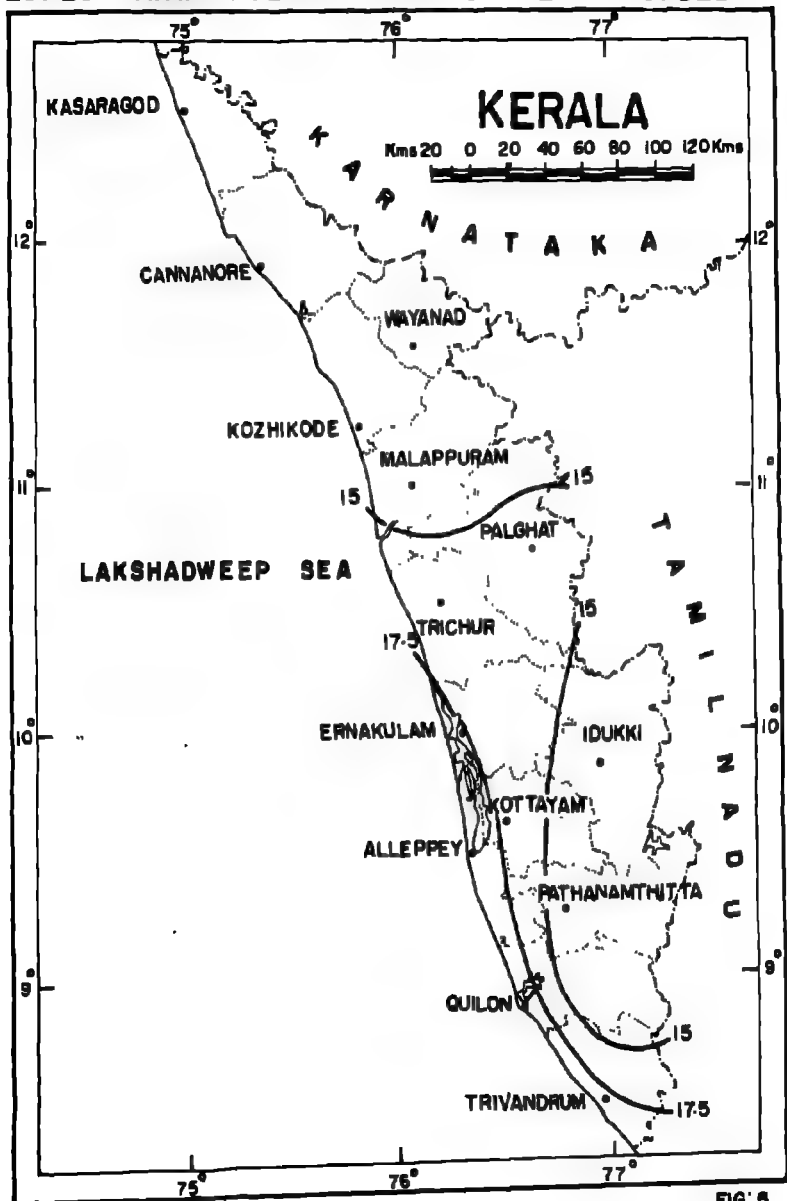 75° 76° 77°
KERALA
KASARAGOD
Kms 20 0 20 40 60 80 100 120 Kms
KARNATAKA
12° 12°
CANNANORE
WAYANAD
KOZHIKODE
MALAPPURAM
11° 15 15 11°
PALGHAT
TAMILNADU
LAKSHADWEEP SEA
15
TRICHUR
17·5
10° ERNAKULAM 10°
IDUKKI
KOTTAYAM
ALLEPPEY
PATHANAMTHITTA
9° 9°
QUILON
15
TRIVANDRUM
17·5
75° 76° 77°
FIG' 6